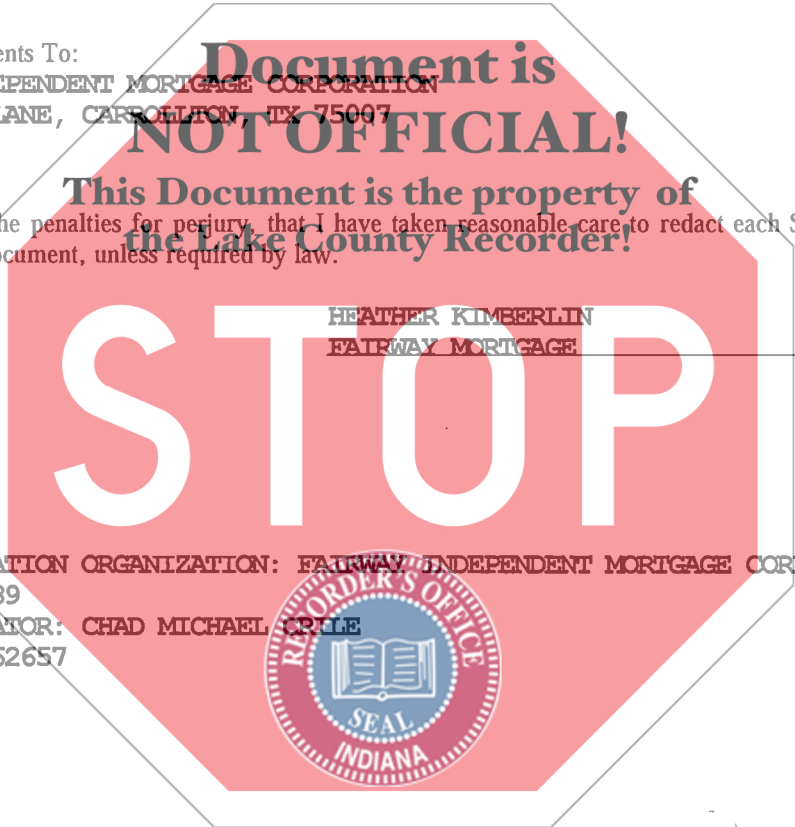 ents To:
Document is
EPENDENT MORTGAGE CORPORATION
LANE, CARROLLTON, TX 75007
NOT OFFICIAL!
This Document is the property of
he penalties for perjury, that I have taken reasonable care to redact each S
the Lake County Recorder!
ocument, unless required by law.
HEATHER KIMBERLIN
FAIRWAY MORTGAGE
STOP
ATION ORGANIZATION: FAIRWAY INDEPENDENT MORTGAGE COR
39
ATOR: CHAD MICHAEL CRILE
52657
RECORDER'S OFFICE
SEAL
INDIANA